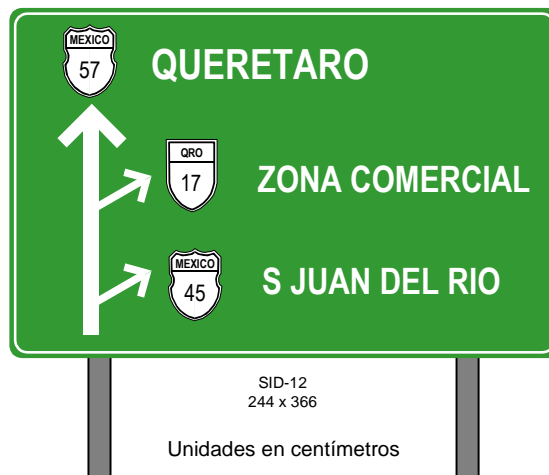 MEXICO
57
QUERETARO
QRO
17
ZONA COMERCIAL
MEXICO
45
S JUAN DEL RIO
SID-12
244 x 366
Unidades en centímetros